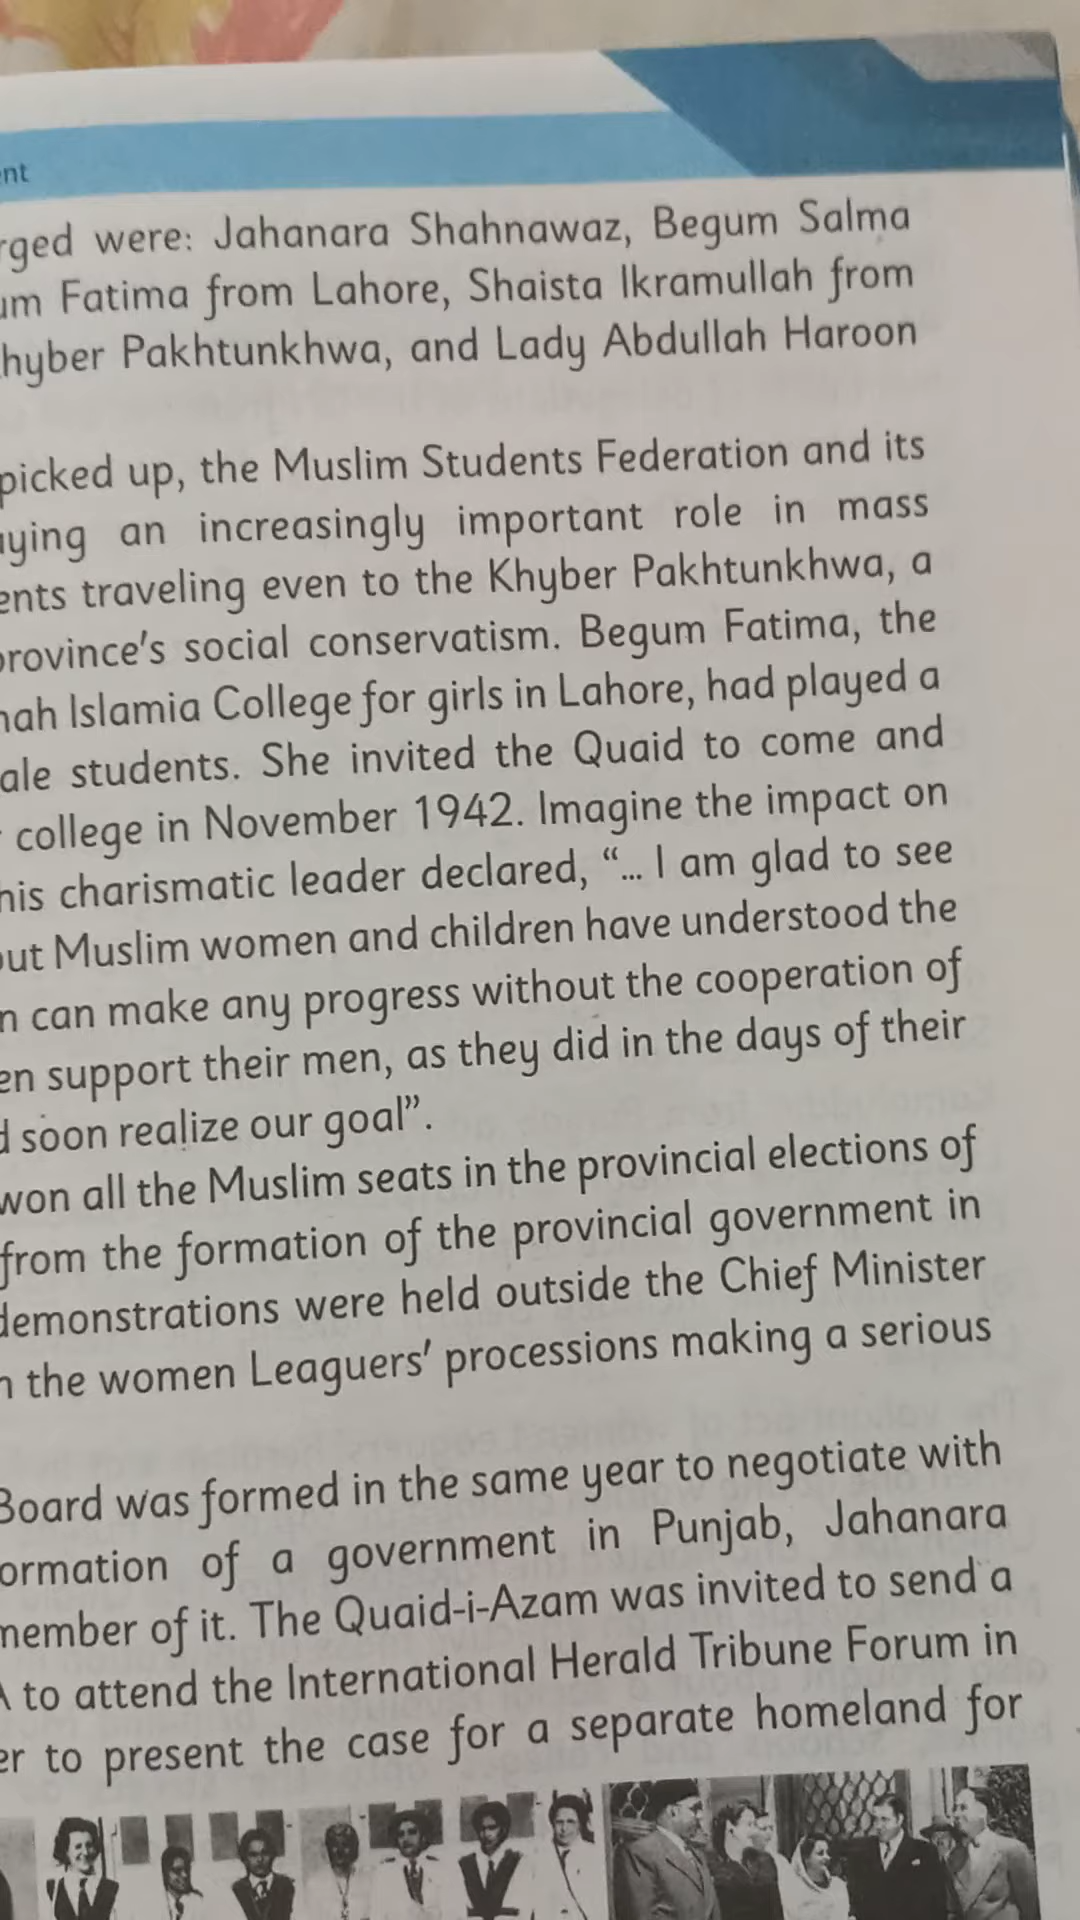 nt
rged were: Jahanara Shahnawaz, Begum Salma
um Fatima from Lahore, Shaista Ikramullah from
hyber Pakhtunkhwa, and Lady Abdullah Haroon
picked up, the Muslim Students Federation and its
ying an increasingly important role in mass
ents traveling even to the Khyber Pakhtunkhwa, a
province's social conservatism. Begum Fatima, the
nah Islamia College for girls in Lahore, had played a
ale students. She invited the Quaid to come and
college in November 1942. Imagine the impact on
his charismatic leader declared, “... I am glad to see
out Muslim women and children have understood the
n can make any progress without the cooperation of
en support their men, as they did in the days of their
d soon realize our goal”.
won all the Muslim seats in the provincial elections of
from the formation of the provincial government in
demonstrations were held outside the Chief Minister
n the women Leaguers' processions making a serious
Board was formed in the same year to negotiate with
ormation of a government in Punjab, Jahanara
member of it. The Quaid-i-Azam was invited to send a
A to attend the International Herald Tribune Forum in
er to present the case for a separate homeland for